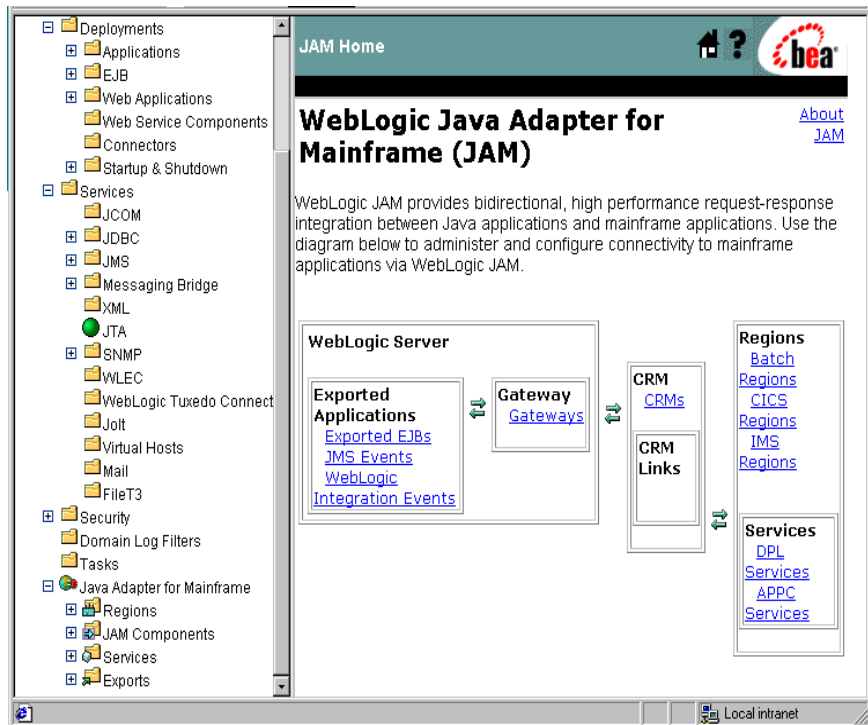 Deployments
Applications
EJB
Web Applications
Web Service Components
Connectors
Startup & Shutdown
Services
JCOM
JDBC
JMS
Messaging Bridge
XML
JTA
SNMP
WLEC
WebLogic Tuxedo Connect
Jolt
Virtual Hosts
Mail
FileT3
Security
Domain Log Filters
Tasks
Java Adapter for Mainframe
Regions
JAM Components
Services
Exports
JAM Home
?
bea
WebLogic Java Adapter for
Mainframe (JAM)
About
JAM
WebLogic JAM provides bidirectional, high performance request-response
integration between Java applications and mainframe applications. Use the
diagram below to administer and configure connectivity to mainframe
applications via WebLogic JAM.
WebLogic Server
Exported
Applications
Exported EJBs
JMS Events
WebLogic
Integration Events
Gateway
Gateways
CRM
CRMs
CRM
Links
Regions
Batch
Regions
CICS
Regions
IMS
Regions
Services
DPL
Services
APPC
Services
Local intranet